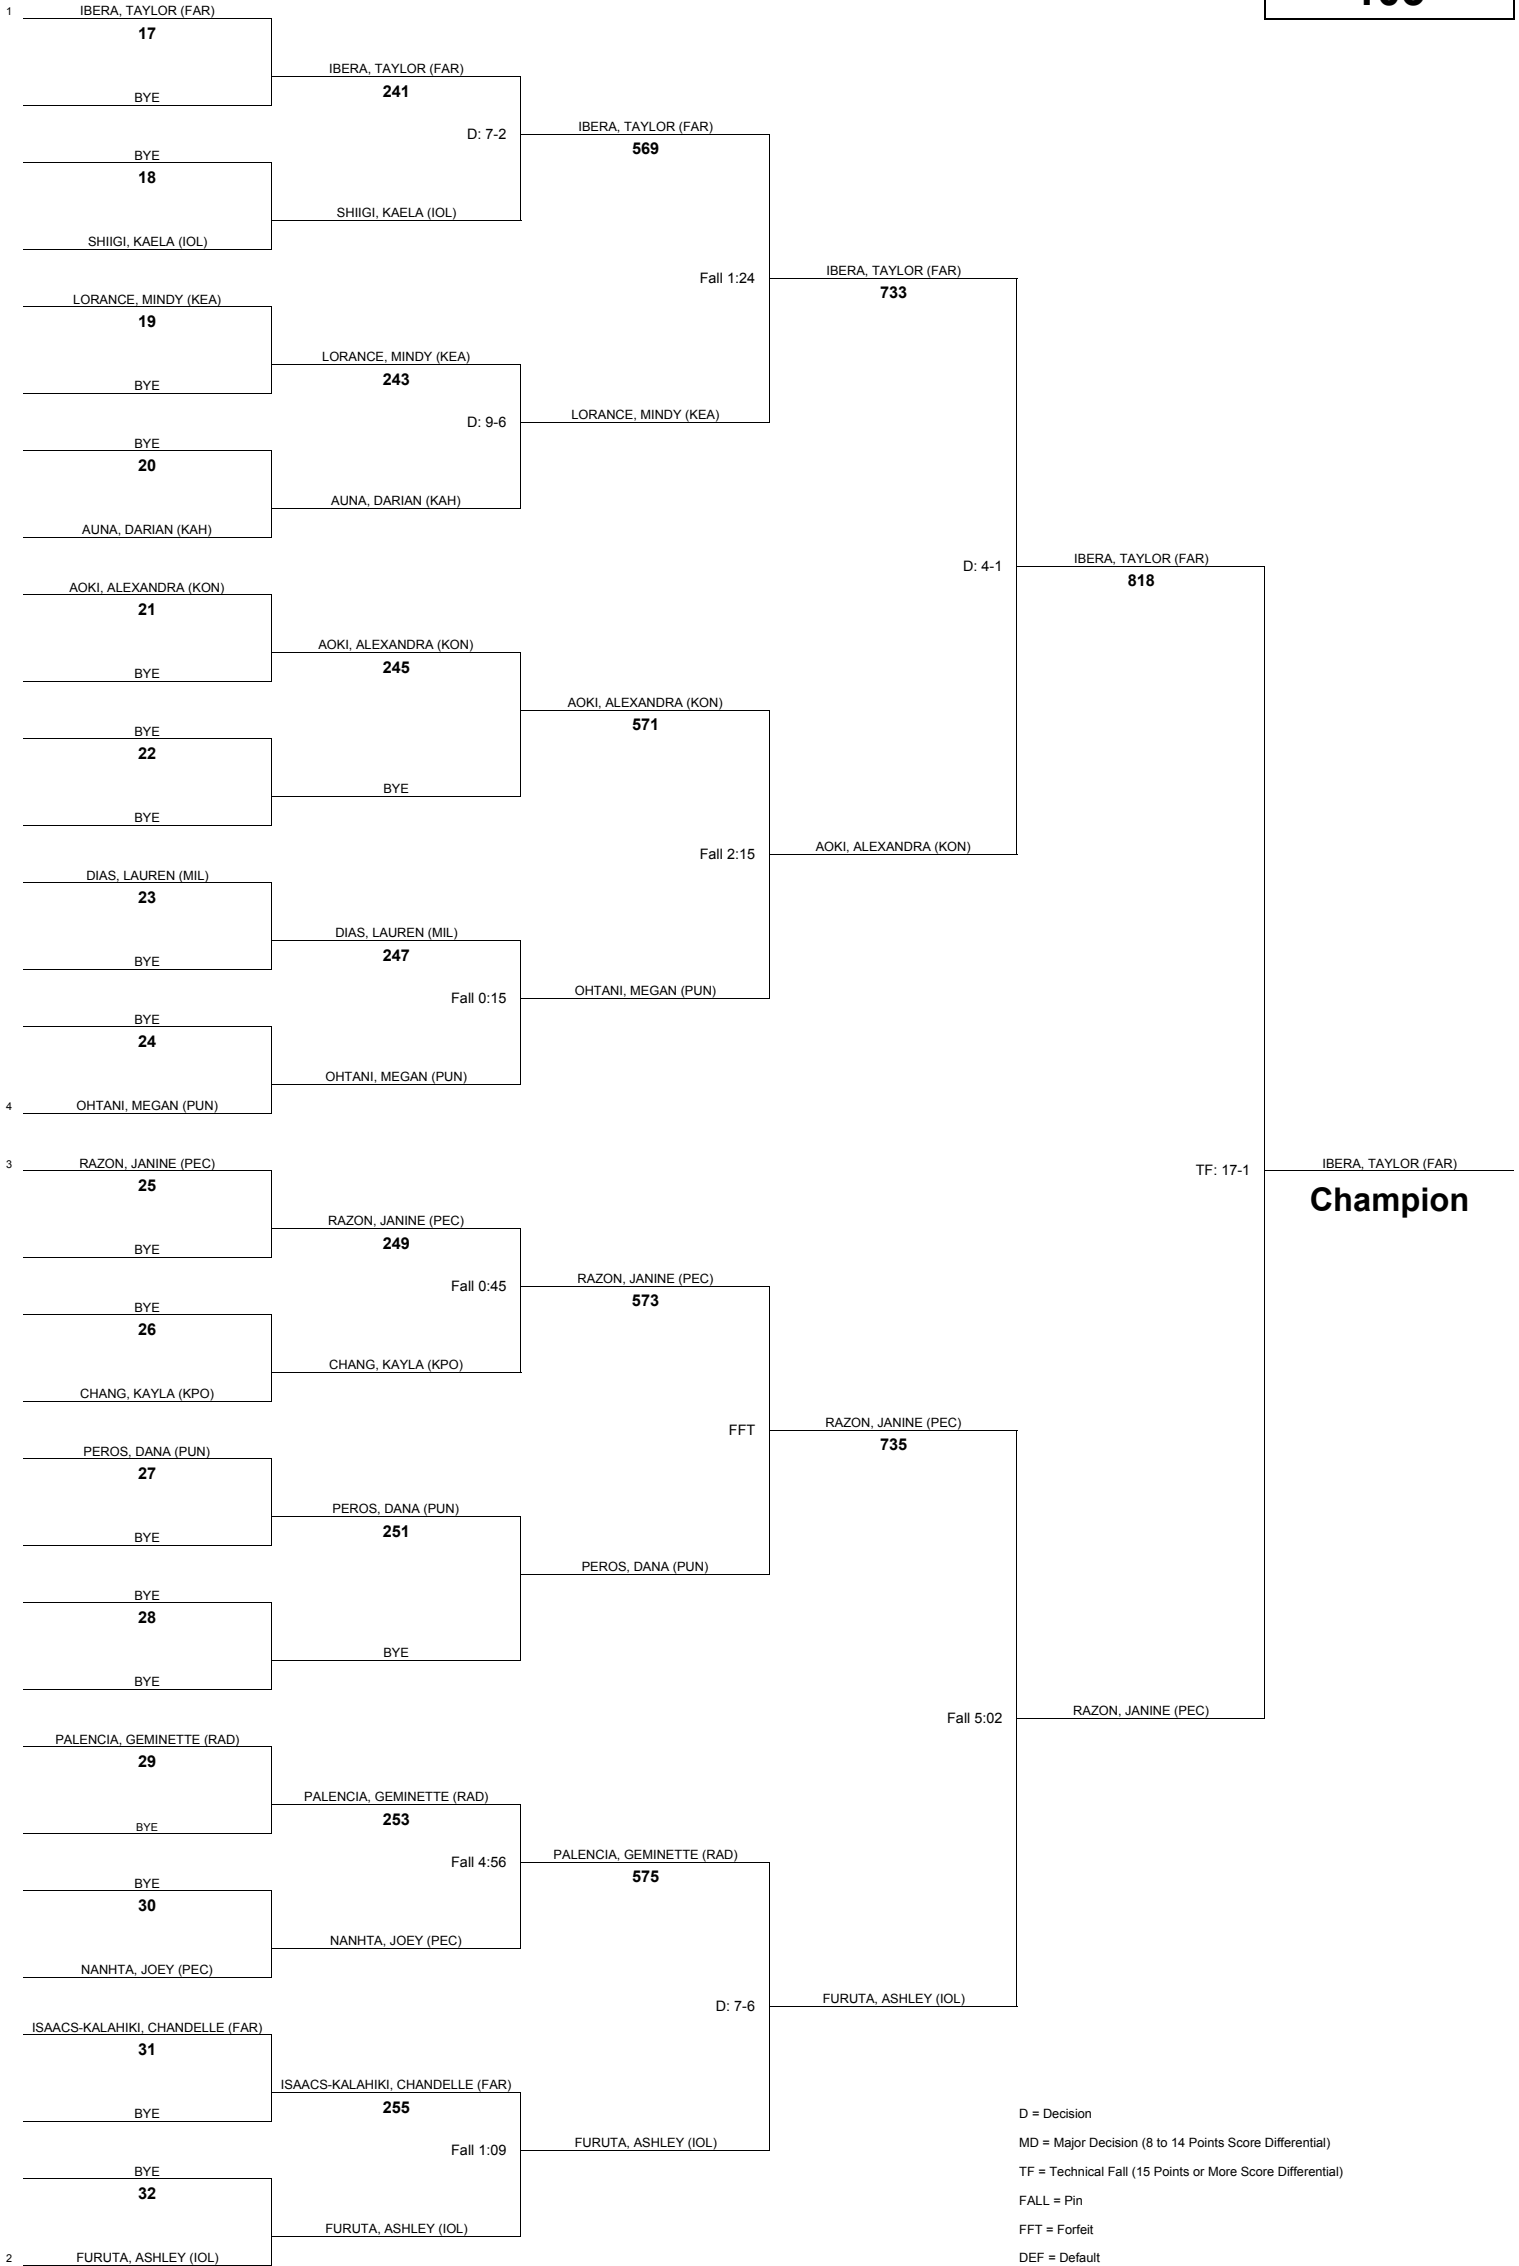 1 IBERA, TAYLOR (FAR)
17
BYE
BYE
18
SHIIGI, KAELA (IOL)
LORANCE, MINDY (KEA)
19
BYE
BYE
20
AUNA, DARIAN (KAH)
AOKI, ALEXANDRA (KON)
21
BYE
BYE
22
BYE
DIAS, LAUREN (MIL)
23
BYE
BYE
24
4 OHTANI, MEGAN (PUN)
3 RAZON, JANINE (PEC)
25
BYE
BYE
26
CHANG, KAYLA (KPO)
PEROS, DANA (PUN)
27
BYE
BYE
28
BYE
PALENCIA, GEMINETTE (RAD)
29
BYE
BYE
30
NANHTA, JOEY (PEC)
ISAACS-KALAHIKI, CHANDELLE (FAR)
31
BYE
BYE
32
2 FURUTA, ASHLEY (IOL)
IBERA, TAYLOR (FAR)
241
D: 7-2
SHIIGI, KAELA (IOL)
LORANCE, MINDY (KEA)
243
D: 9-6
AUNA, DARIAN (KAH)
AOKI, ALEXANDRA (KON)
245
BYE
DIAS, LAUREN (MIL)
247
Fall 0:15
OHTANI, MEGAN (PUN)
RAZON, JANINE (PEC)
249
Fall 0:45
CHANG, KAYLA (KPO)
PEROS, DANA (PUN)
251
BYE
PALENCIA, GEMINETTE (RAD)
253
Fall 4:56
NANHTA, JOEY (PEC)
ISAACS-KALAHIKI, CHANDELLE (FAR)
255
Fall 1:09
FURUTA, ASHLEY (IOL)
IBERA, TAYLOR (FAR)
569
Fall 1:24
LORANCE, MINDY (KEA)
AOKI, ALEXANDRA (KON)
571
Fall 2:15
OHTANI, MEGAN (PUN)
RAZON, JANINE (PEC)
573
FFT
PEROS, DANA (PUN)
PALENCIA, GEMINETTE (RAD)
575
D: 7-6
FURUTA, ASHLEY (IOL)
IBERA, TAYLOR (FAR)
733
D: 4-1
AOKI, ALEXANDRA (KON)
RAZON, JANINE (PEC)
735
Fall 5:02
FURUTA, ASHLEY (IOL)
IBERA, TAYLOR (FAR)
818
TF: 17-1
RAZON, JANINE (PEC)
IBERA, TAYLOR (FAR)
Champion
D = Decision
MD = Major Decision (8 to 14 Points Score Differential)
TF = Technical Fall (15 Points or More Score Differential)
FALL = Pin
FFT = Forfeit
DEF = Default